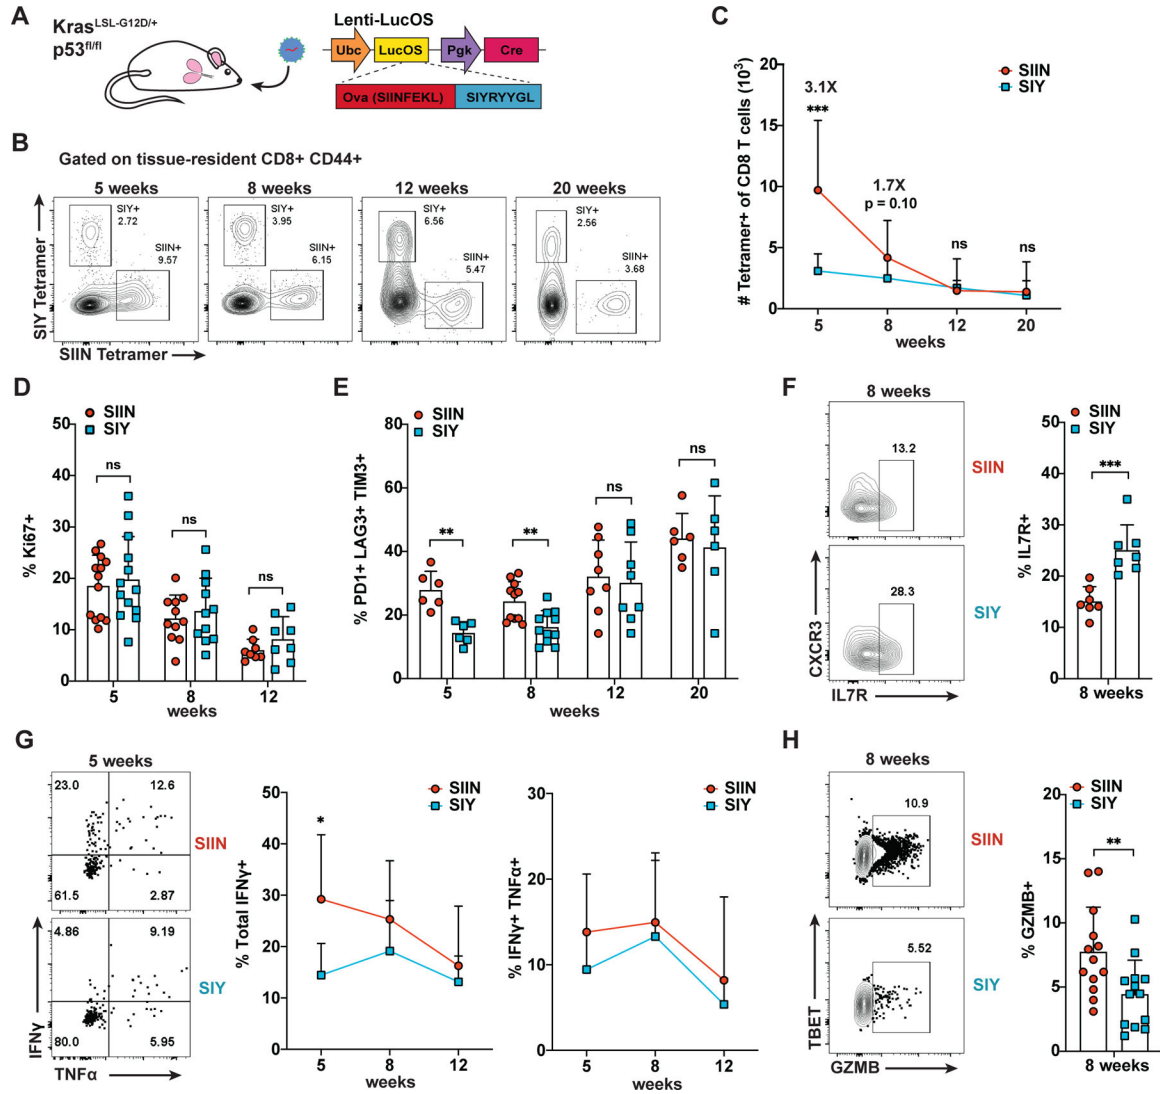 A
Kras^LSL-G12D/+
p53^fl/fl
Lenti-LucOS
Ubc LucOS Pgk Cre
Ova (SIINFEKL) SIYRYYGL
B
Gated on tissue-resident CD8+ CD44+
5 weeks 8 weeks 12 weeks 20 weeks
SIY+
2.72
SIIN+
9.57
SIY+
3.95
SIIN+
6.15
SIY+
6.56
SIIN+
5.47
SIY+
2.56
SIIN+
3.68
SIY Tetramer
SIIN Tetramer
C
# Tetramer+ of CD8 T cells (10³)
20
15
10
5
0
3.1X
***
1.7X
p = 0.10
ns
ns
SIIN
SIY
5 8 12 20
weeks
D
SIIN
SIY
% Ki67+
50
40
30
20
10
0
ns
ns
ns
5 8 12
weeks
E
SIIN
SIY
% PD1+ LAG3+ TIM3+
80
60
40
20
0
**
**
ns
ns
5 8 12 20
weeks
F
8 weeks
13.2
SIIN
28.3
SIY
CXCR3
IL7R
SIIN
SIY
% IL7R+
50
40
30
20
10
0
***
8 weeks
G
5 weeks
23.0 12.6
61.5 2.87
SIIN
4.86 9.19
80.0 5.95
SIY
IFNγ
TNFα
% Total IFNγ+
50
40
30
20
10
0
*
SIIN
SIY
5 8 12
weeks
% IFNγ+ TNFα+
30
20
10
0
SIIN
SIY
5 8 12
weeks
H
8 weeks
10.9
SIIN
5.52
SIY
TBET
GZMB
SIIN
SIY
% GZMB+
20
15
10
5
0
**
8 weeks